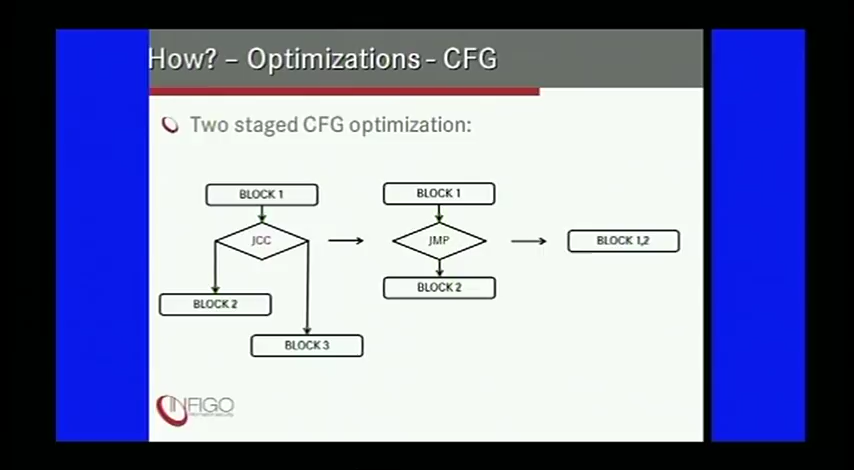 How? – Optimizations - CFG
Two staged CFG optimization:
BLOCK 1
BLOCK 1
JCC
JMP
BLOCK 1,2
BLOCK 2
BLOCK 2
BLOCK 3
INFIGO